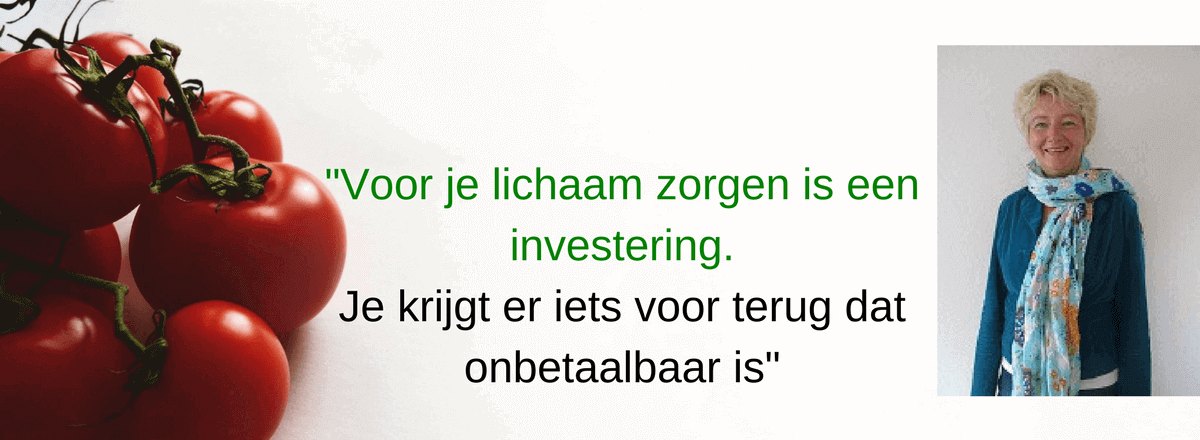 "Voor je lichaam zorgen is een
investering.
Je krijgt er iets voor terug dat
onbetaalbaar is"